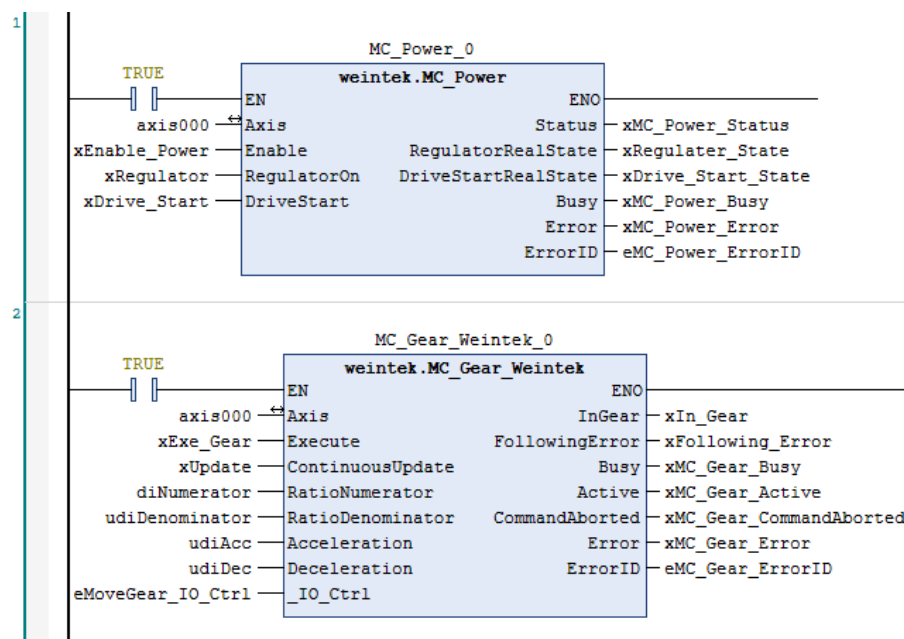 1
MC_Power_0
TRUE
weintek.MC_Power
EN ENO
axis000 Axis Status xMC_Power_Status
xEnable_Power Enable RegulatorRealState xRegulater_State
xRegulator RegulatorOn DriveStartRealState xDrive_Start_State
xDrive_Start DriveStart Busy xMC_Power_Busy
Error xMC_Power_Error
ErrorID eMC_Power_ErrorID
2
MC_Gear_Weintek_0
TRUE
weintek.MC_Gear_Weintek
EN ENO
axis000 Axis InGear xIn_Gear
xExe_Gear Execute FollowingError xFollowing_Error
xUpdate ContinuousUpdate Busy xMC_Gear_Busy
diNumerator RatioNumerator Active xMC_Gear_Active
udiDenominator RatioDenominator CommandAborted xMC_Gear_CommandAborted
udiAcc Acceleration Error xMC_Gear_Error
udiDec Deceleration ErrorID eMC_Gear_ErrorID
eMoveGear_IO_Ctrl _IO_Ctrl